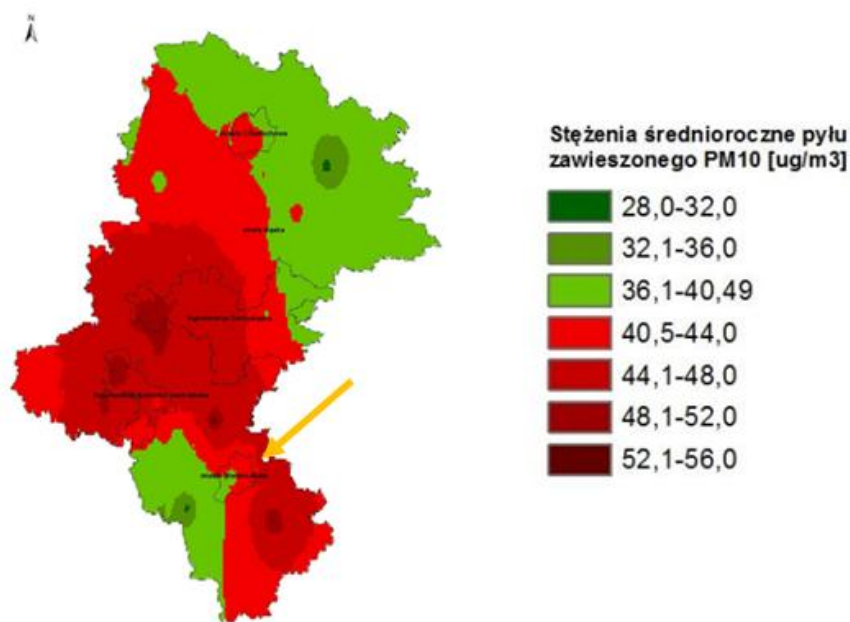 N
Stężenia średnioroczne pyłu
zawieszonego PM10 [ug/m3]
28,0-32,0
32,1-36,0
36,1-40,49
40,5-44,0
44,1-48,0
48,1-52,0
52,1-56,0